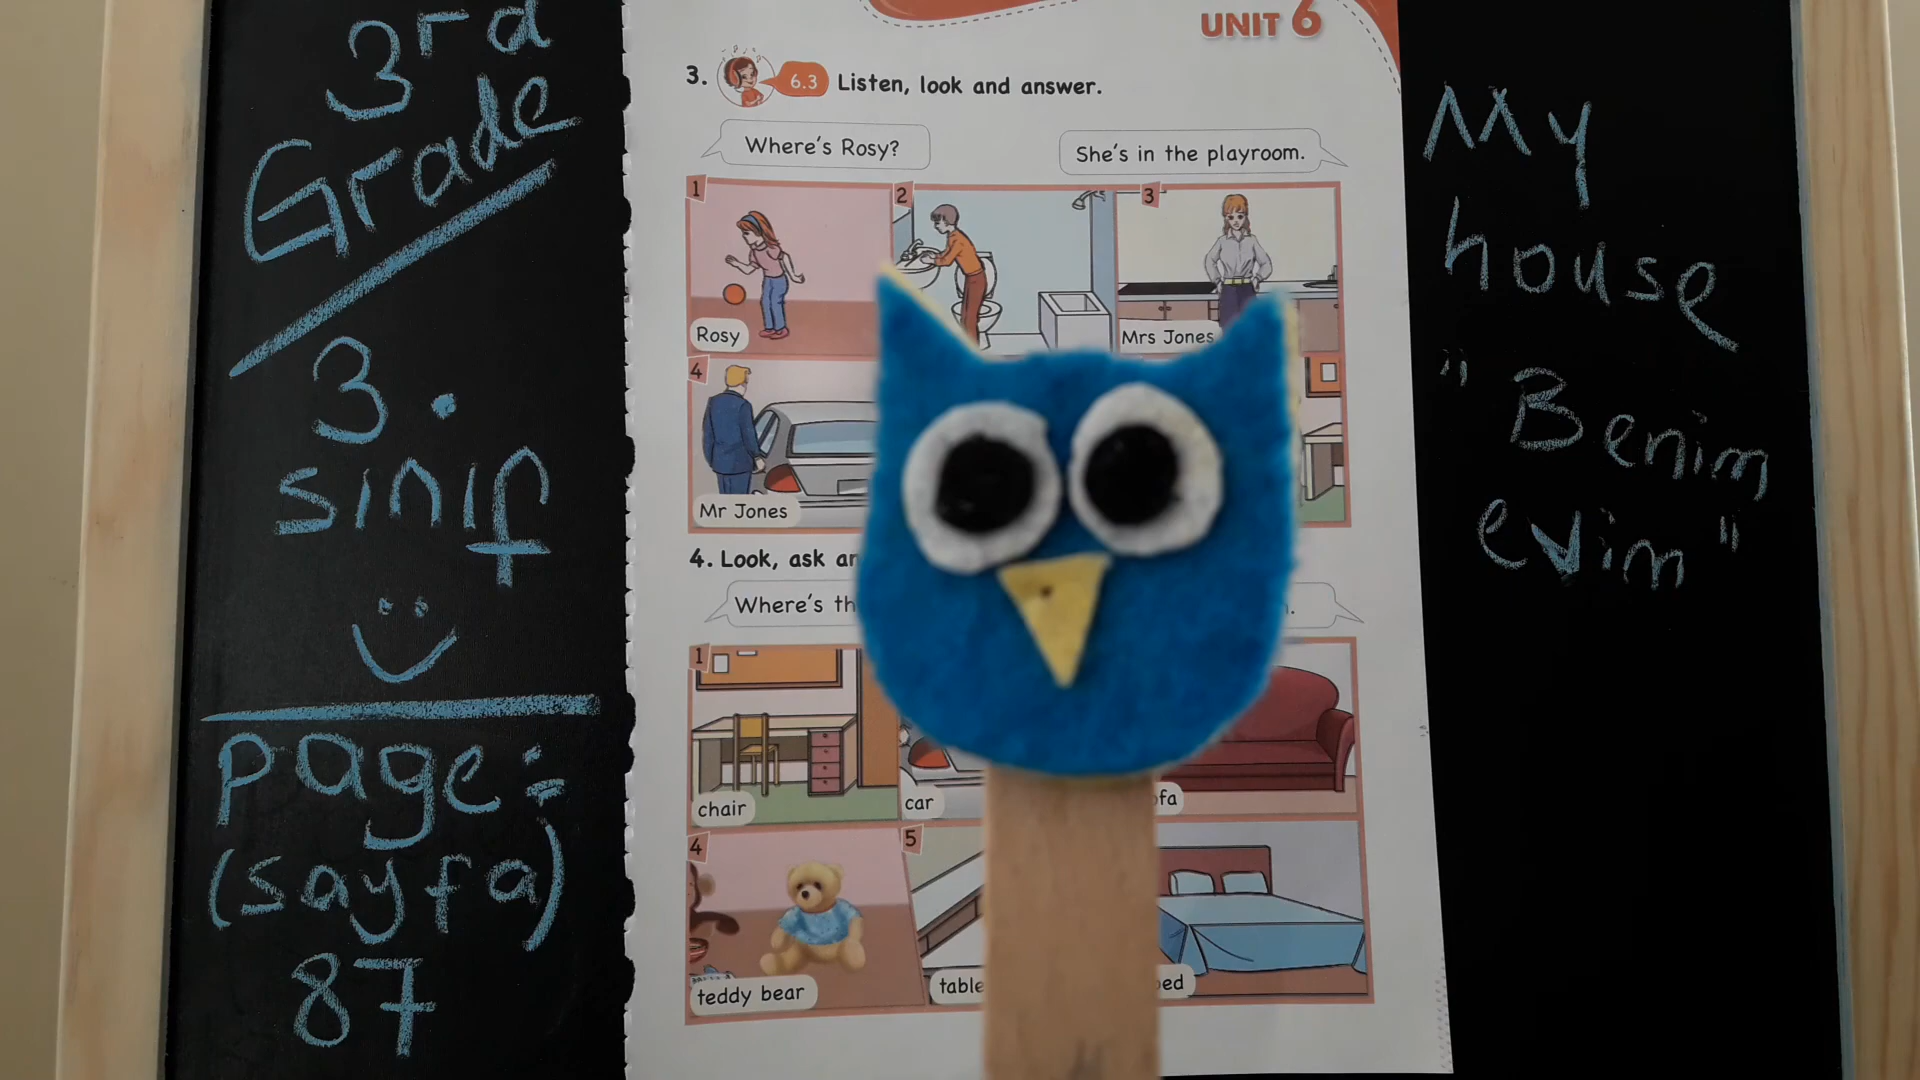 3rd
Grade
3.
sınıf
page:
(sayfa)
87
UNIT 6
3. 6.3 Listen, look and answer.
Where's Rosy?
She's in the playroom.
1
2
3
Rosy
Mrs Jones
4
Mr Jones
4. Look, ask
Where's
1
chair
car
4
5
teddy bear
table
My
house
"Benim
evim"